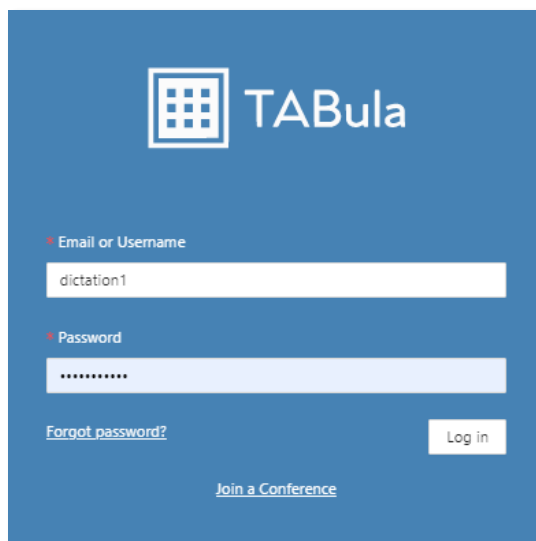 TABula
* Email or Username
dictation1
* Password
•••••••••••
Forgot password?
Log in
Join a Conference